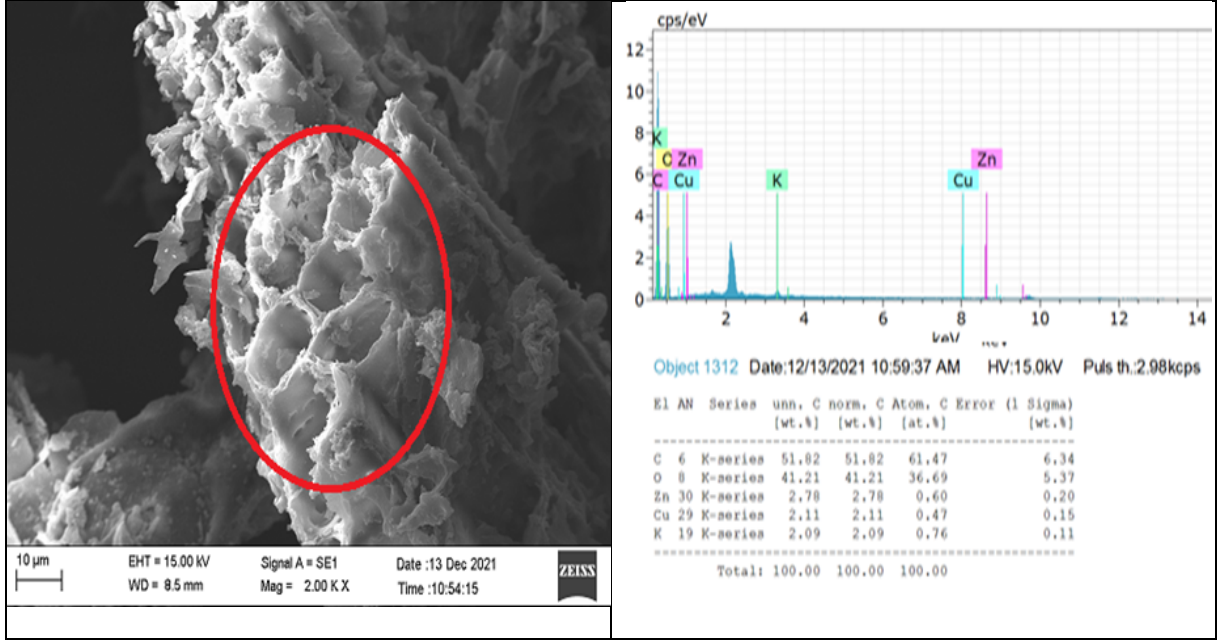 10 µm
EHT = 15.00 kV
Signal A = SE1
Date :13 Dec 2021
WD = 8.5 mm
Mag = 2.00 K X
Time :10:54:15
ZEISS
cps/eV
12
10
8
6
4
2
0
K
O Zn
Zn
C Cu
K
Cu
2 4 6 8 10 12 14
keV
Object 1312 Date:12/13/2021 10:59:37 AM HV:15.0kV Puls th.:2.98kcps
El AN Series unn. C norm. C Atom. C Error (1 Sigma)
[wt.%] [wt.%] [at.%] [wt.%]
C 6 K-series 51.82 51.82 61.47 6.34
O 8 K-series 41.21 41.21 36.69 5.37
Zn 30 K-series 2.78 2.78 0.60 0.20
Cu 29 K-series 2.11 2.11 0.47 0.15
K 19 K-series 2.09 2.09 0.76 0.11
Total: 100.00 100.00 100.00